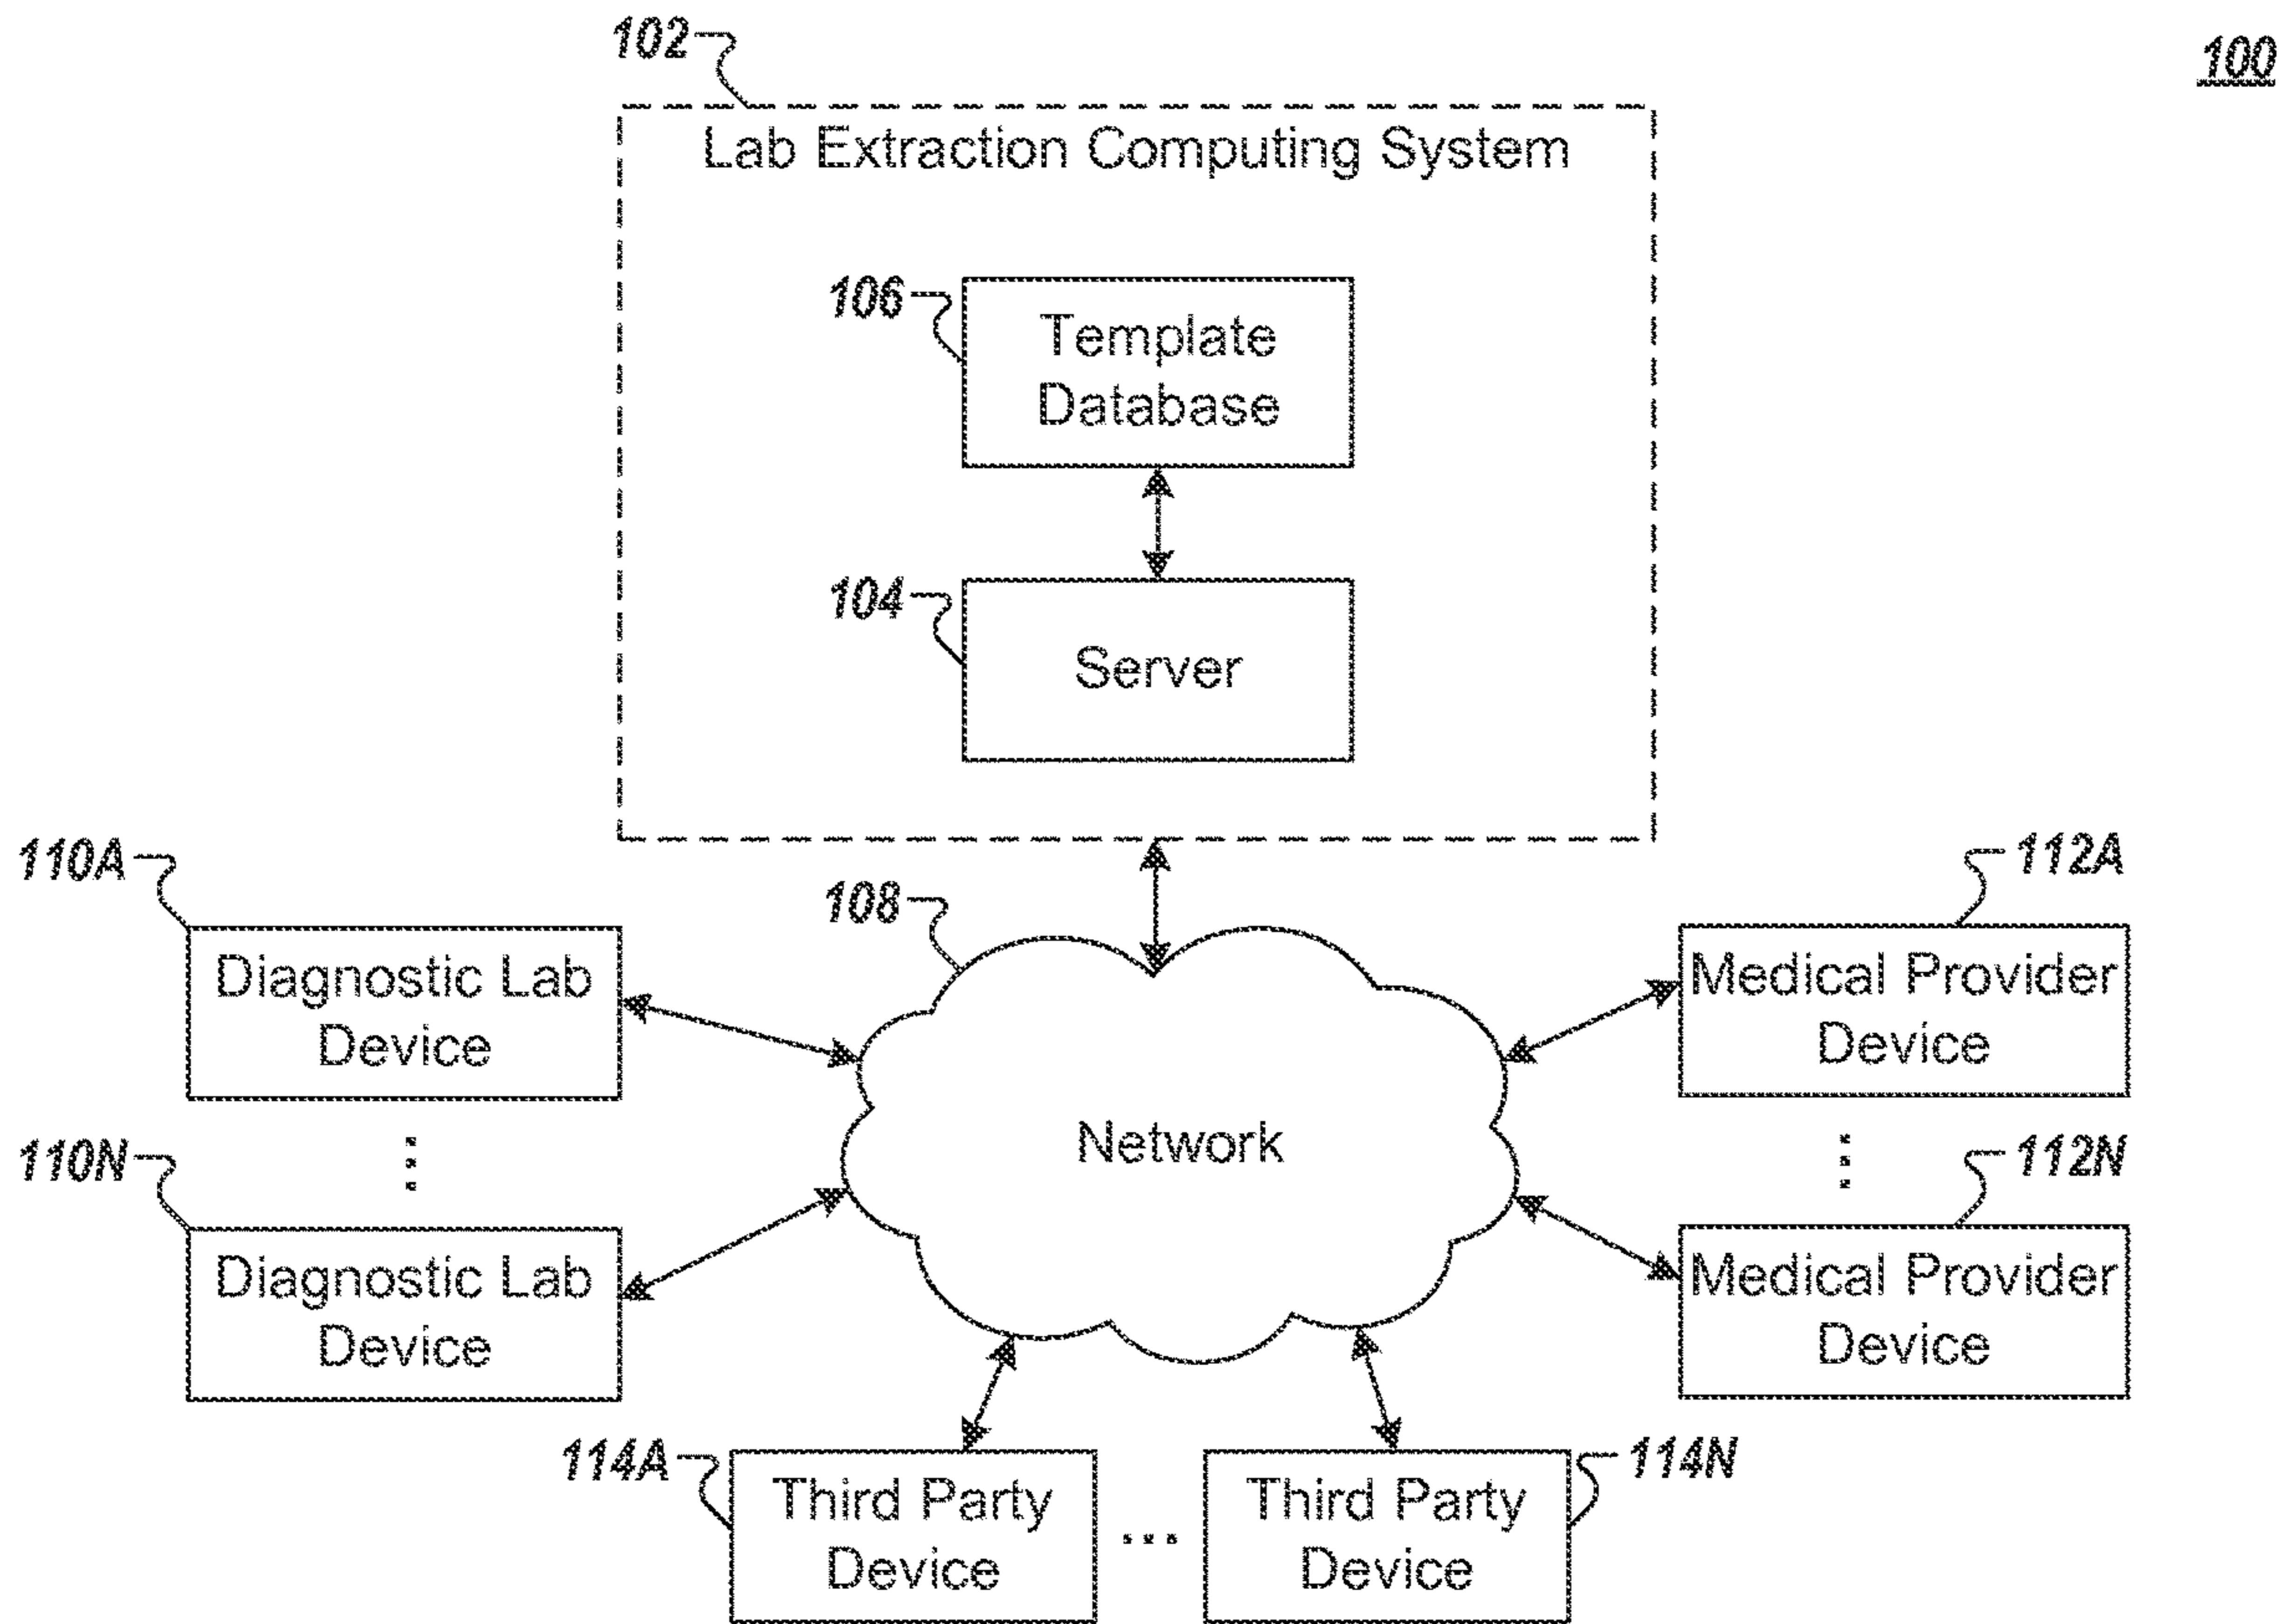 102
100
Lab Extraction Computing System
106
Template
Database
104
Server
110A
112A
108
Diagnostic Lab
Device
Medical Provider
Device
Network
110N
112N
Diagnostic Lab
Device
Medical Provider
Device
114A
114N
Third Party
Device
...
Third Party
Device